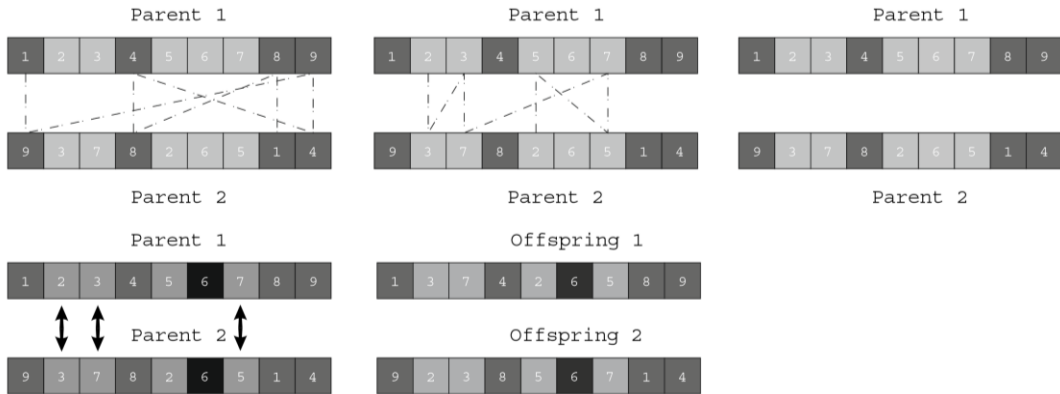 Parent 1 Parent 1 Parent 1
1 2 3 4 5 6 7 8 9 1 2 3 4 5 6 7 8 9 1 2 3 4 5 6 7 8 9
9 3 7 8 2 6 5 1 4 9 3 7 8 2 6 5 1 4 9 3 7 8 2 6 5 1 4
Parent 2 Parent 2 Parent 2
Parent 1 Offspring 1
1 2 3 4 5 6 7 8 9 1 3 7 4 2 6 5 8 9
Parent 2 Offspring 2
9 3 7 8 2 6 5 1 4 9 2 3 8 5 6 7 1 4